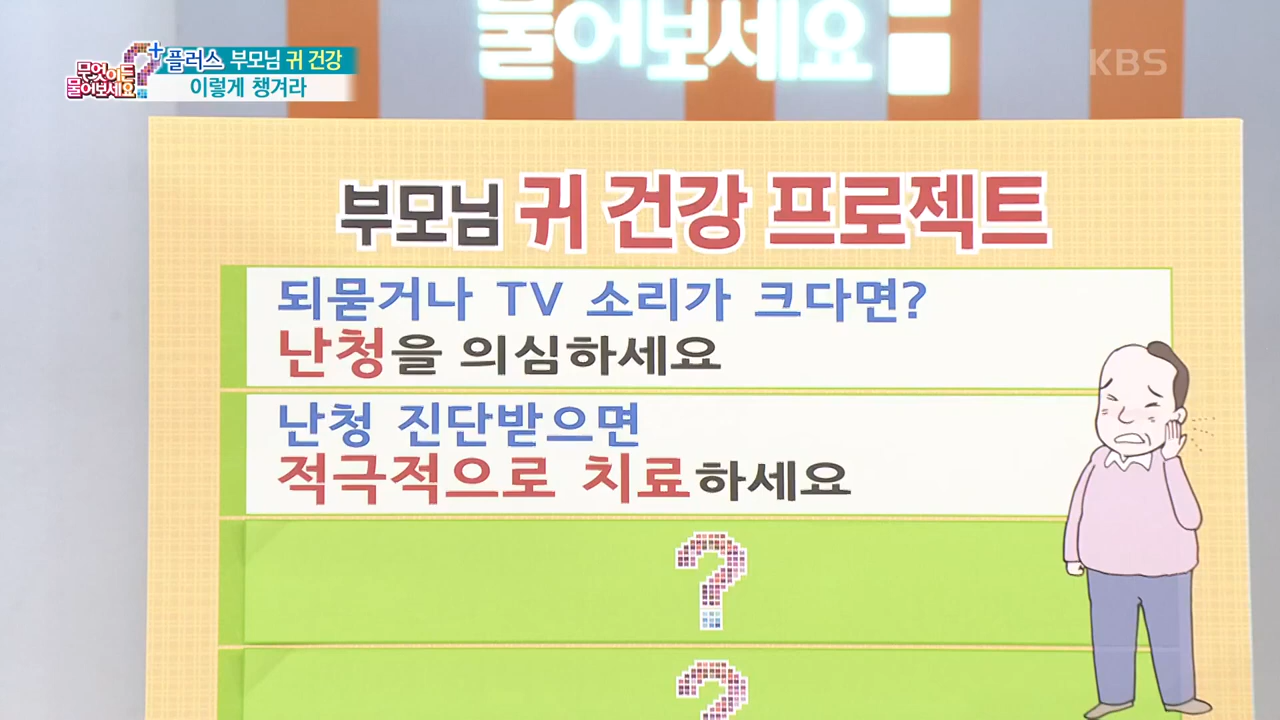 물어보세요
무엇이든
물어보세요
플러스 부모님 귀 건강
이렇게 챙겨라
KBS
부모님 귀 건강 프로젝트
되묻거나 TV 소리가 크다면?
난청을 의심하세요
난청 진단받으면
적극적으로 치료하세요
?
?